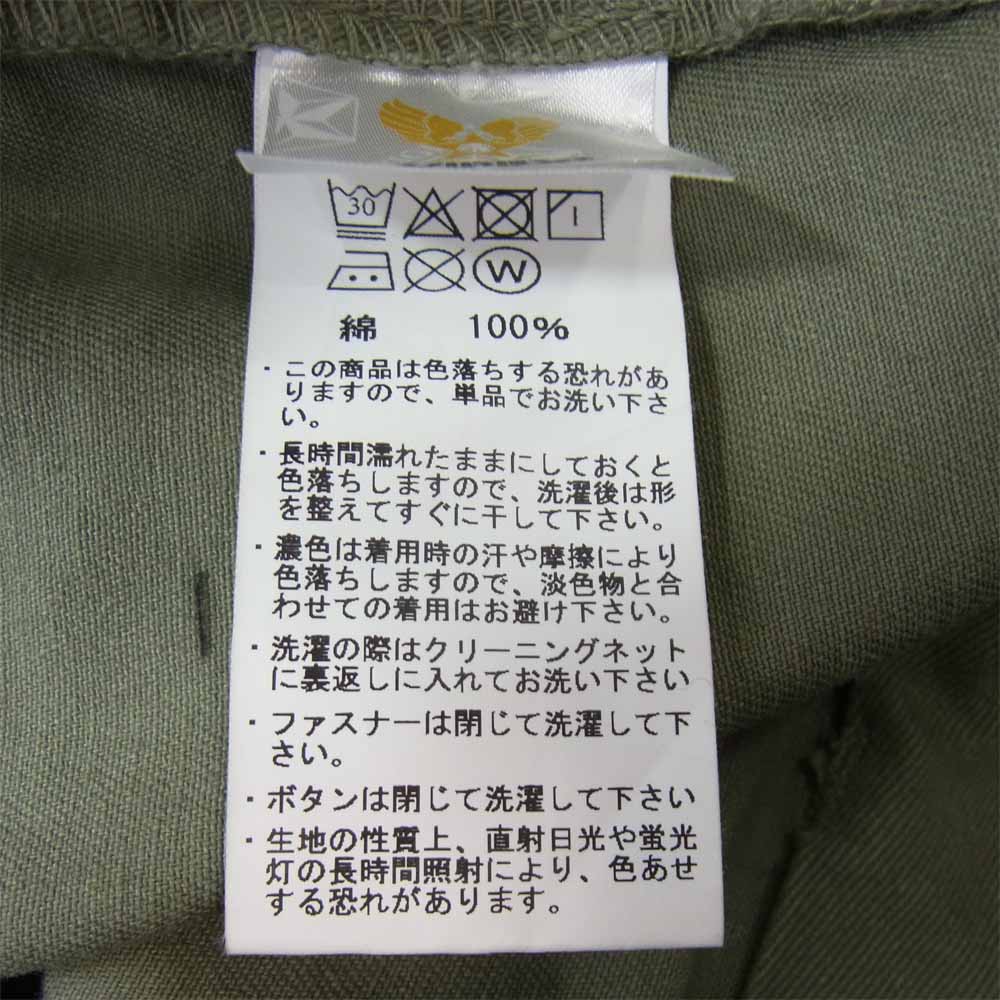 30
W
綿 100%
・この商品は色落ちする恐れがあ
りますので、単品でお洗い下さ
い。
・長時間濡れたままにしておくと
色落ちしますので、洗濯後は形
を整えてすぐに干して下さい。
・濃色は着用時の汗や摩擦により
色落ちしますので、淡色物と合
わせての着用はお避け下さい。
・洗濯の際はクリーニングネット
に裏返しに入れてお洗い下さい
・ファスナーは閉じて洗濯して下
さい。
・ボタンは閉じて洗濯して下さい
・生地の性質上、直射日光や蛍光
灯の長時間照射により、色あせ
する恐れがあります。